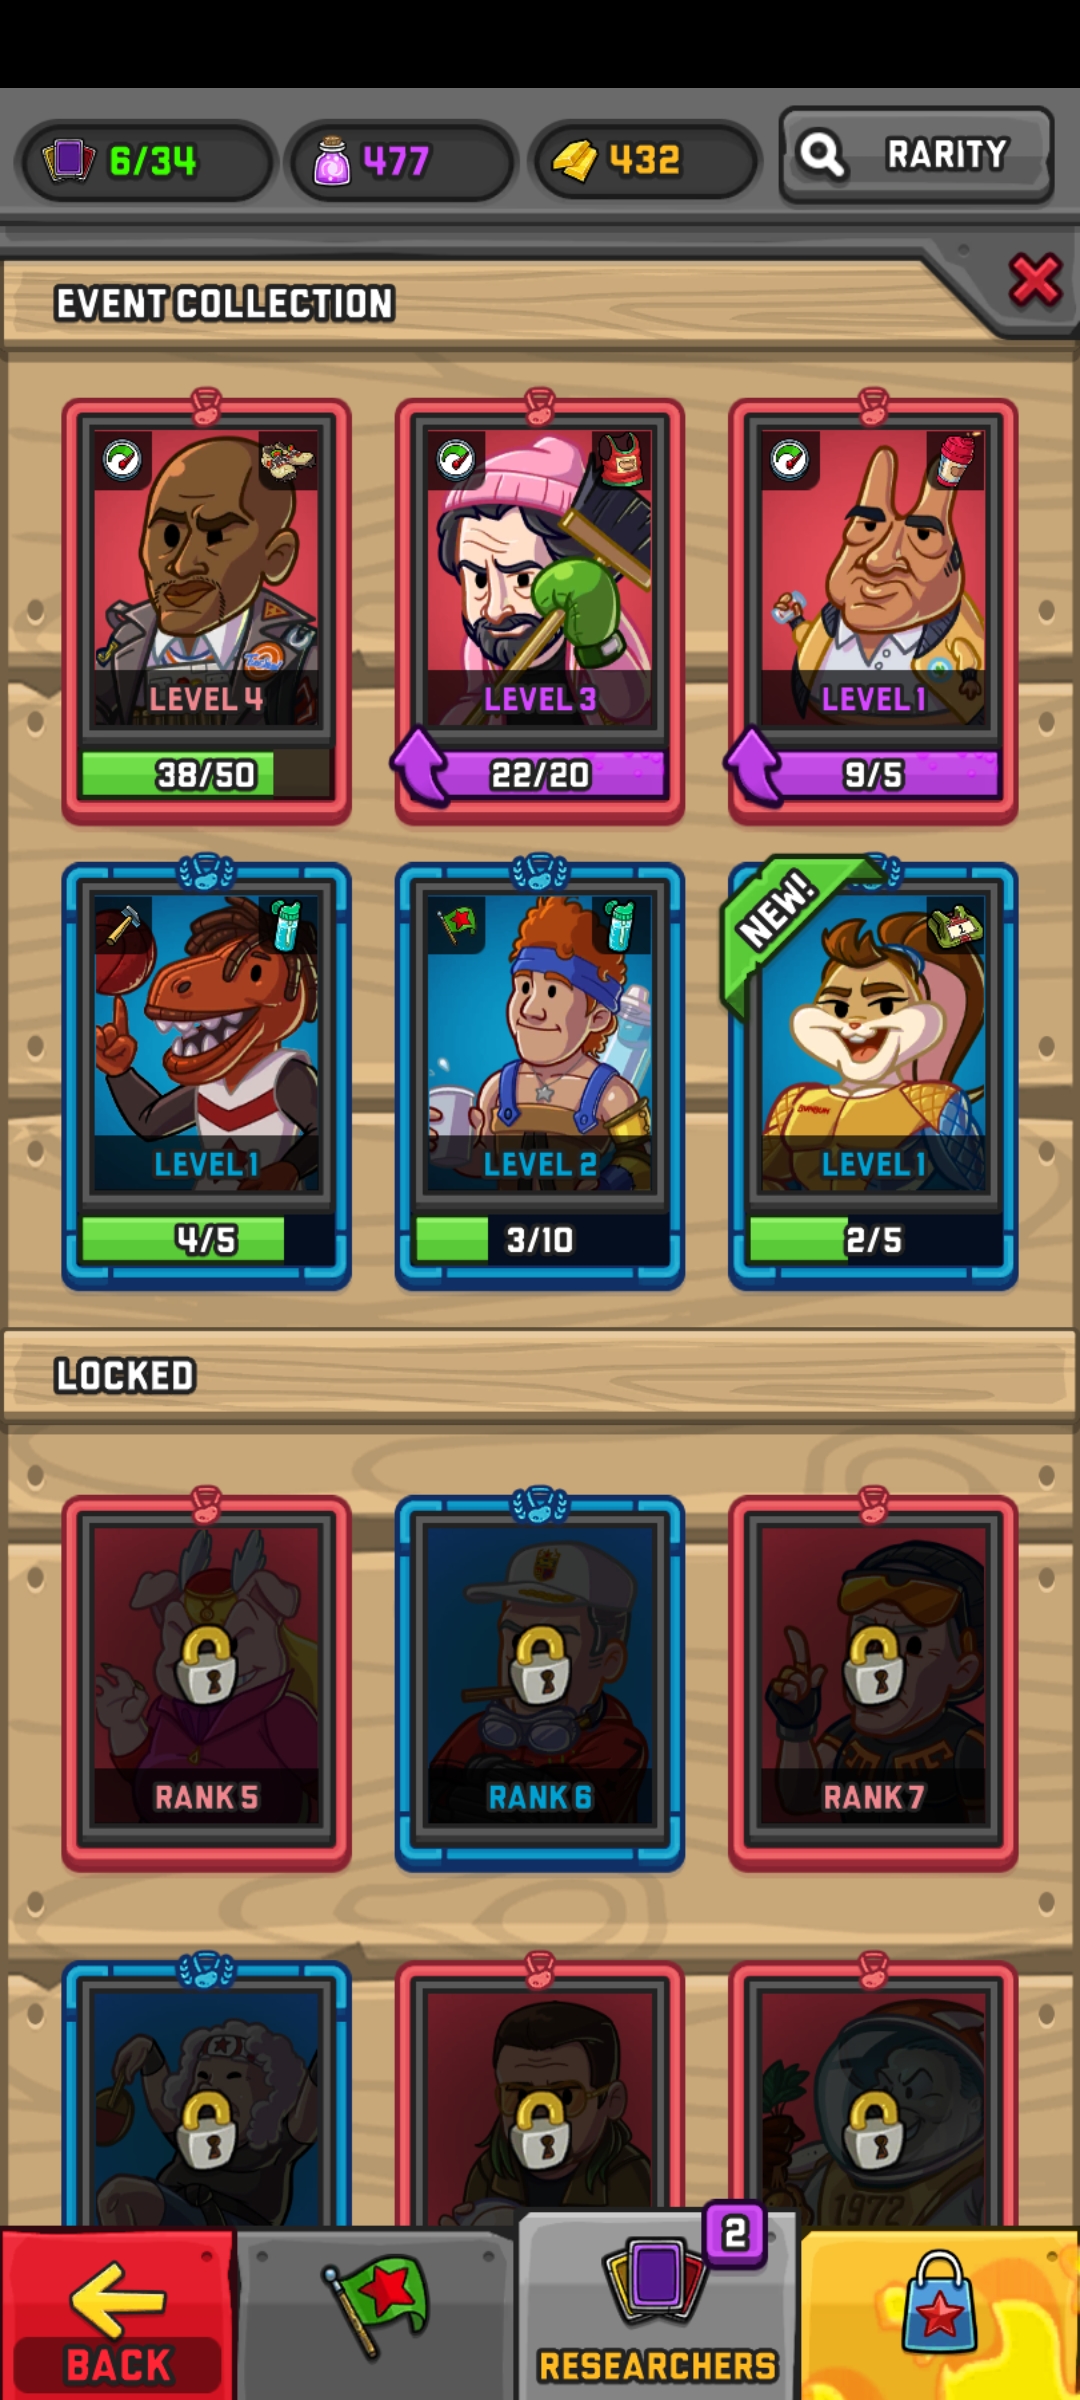 6/34
477
432
RARITY
EVENT COLLECTION
LEVEL 4
LEVEL 3
LEVEL 1
38/50
22/20
9/5
NEW!
BUNBUN
LEVEL 1
LEVEL 2
LEVEL 1
4/5
3/10
2/5
LOCKED
RANK 5
RANK 6
RANK 7
1972
2
BACK
RESEARCHERS